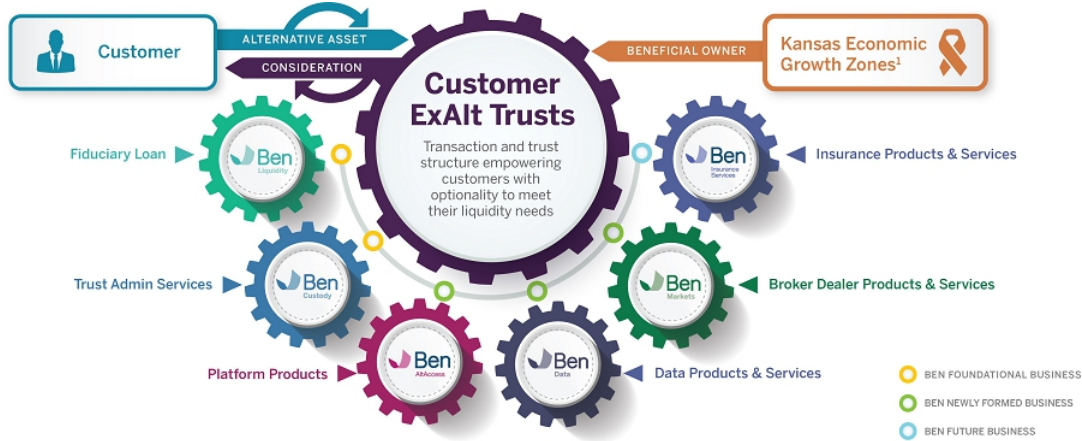 Customer
ALTERNATIVE ASSET
CONSIDERATION
BENEFICIAL OWNER
Kansas Economic
Growth Zones¹
Customer
ExAlt Trusts
Transaction and trust
structure empowering
customers with
optionality to meet
their liquidity needs
Fiduciary Loan
Ben
Liquidity
Ben
Insurance
Services
Insurance Products & Services
Trust Admin Services
Ben
Custody
Ben
Markets
Broker Dealer Products & Services
Platform Products
Ben
AltAccess
Ben
Data
Data Products & Services
BEN FOUNDATIONAL BUSINESS
BEN NEWLY FORMED BUSINESS
BEN FUTURE BUSINESS